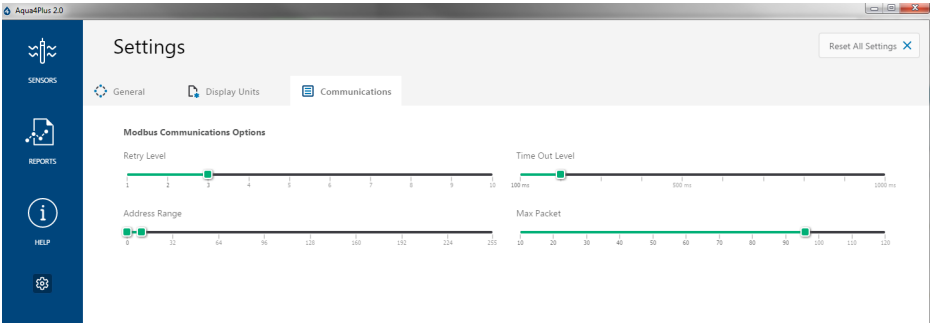 Aqua4Plus 2.0
Settings
Reset All Settings
SENSORS
General
Display Units
Communications
Modbus Communications Options
Retry Level
Time Out Level
1 2 3 4 5 6 7 8 9 10
100 ms 500 ms 1000 ms
REPORTS
Address Range
Max Packet
0 32 64 96 128 160 192 224 255
10 20 30 40 50 60 70 80 90 100 110 120
i
HELP